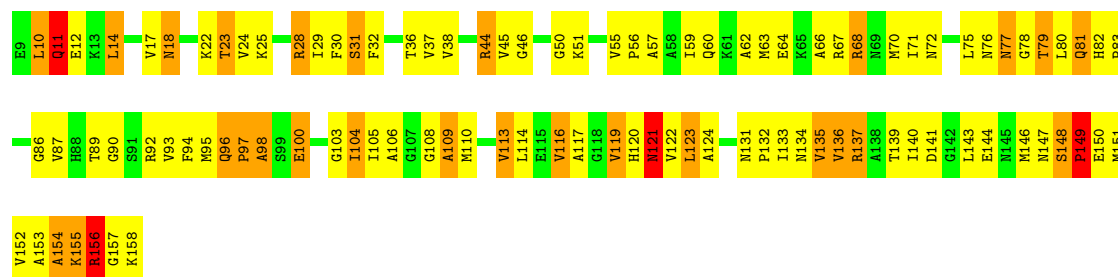 E9 L10 Q11 E12 K13 L14 V17 N18 K22 T23 V24 K25 R28 I29 F30 S31 F32 T36 V37 V38 R44 V45 G46 G50 K51 V55 P56 A57 A58 I59 Q60 K61 A62 M63 E64 K65 A66 R67 R68 N69 M70 I71 N72 L75 N76 N77 G78 T79 L80 Q81 H82 P83
G86 V87 H88 T89 G90 S91 R92 V93 F94 M95 Q96 P97 A98 S99 E100 G103 I104 I105 A106 G107 G108 A109 M110 V113 L114 E115 V116 A117 G118 V119 H120 N121 V122 L123 A124 N131 P132 I133 N134 V135 V136 R137 A138 T139 I140 D141 G142 L143 E144 N145 M146 N147 S148 P149 E150 M151
V152 A153 A154 K155 R156 G157 K158